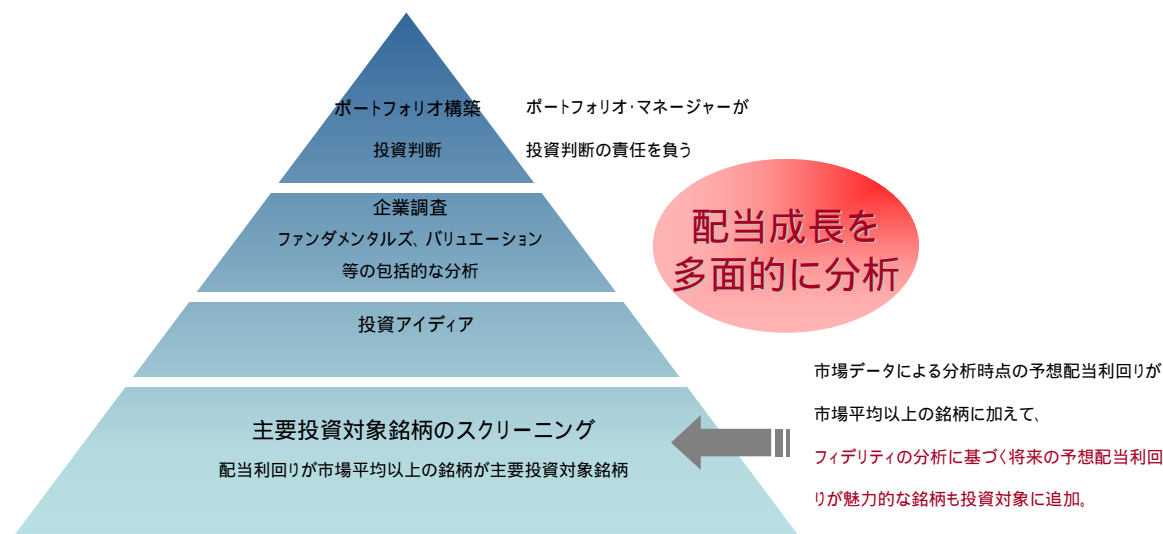 ポートフォリオ構築
投資判断
ポートフォリオ・マネージャーが
投資判断の責任を負う
企業調査
ファンダメンタルズ、バリュエーション
等の包括的な分析
配当成長を
多面的に分析
投資アイディア
主要投資対象銘柄のスクリーニング
配当利回りが市場平均以上の銘柄が主要投資対象銘柄
市場データによる分析時点の予想配当利回りが
市場平均以上の銘柄に加えて、
フィデリティの分析に基づく将来の予想配当利回
りが魅力的な銘柄も投資対象に追加。